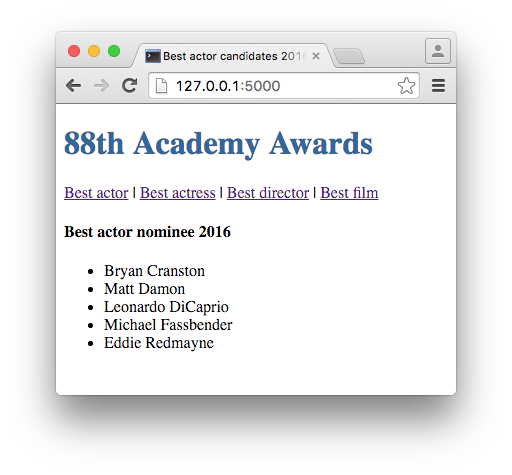 Best actor candidates 2016
127.0.0.1:5000
88th Academy Awards
Best actor | Best actress | Best director | Best film
Best actor nominee 2016
• Bryan Cranston
• Matt Damon
• Leonardo DiCaprio
• Michael Fassbender
• Eddie Redmayne